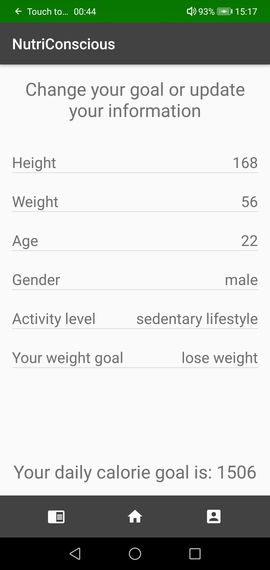 Touch to... 00:44 93% 15:17
NutriConscious
Change your goal or update
your information
Height 168
Weight 56
Age 22
Gender male
Activity level sedentary lifestyle
Your weight goal lose weight
Your daily calorie goal is: 1506